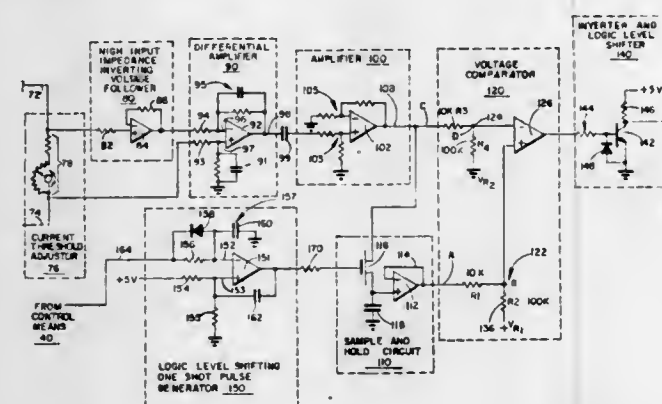 HIGH INPUT
IMPEDANCE
INVERTING
VOLTAGE
FOLLOWER
80
86
82
84
72
78
74
CURRENT
THRESHOLD
ADJUSTOR
76
DIFFERENTIAL
AMPLIFIER
90
95
96
94
92
93
97
91
98
99
AMPLIFIER 100
105
103
102
108
C
VOLTAGE
COMPARATOR
120
10K R3
124
D
100K
R4
VR2
126
INVERTER AND
LOGIC LEVEL
SHIFTER
140
+5V
146
144
142
148
10K
R1
B
122
R2 100K
136
+VR1
A
116
114
112
118
SAMPLE AND
HOLD CIRCUIT
110
170
157
158
160
164
156
152
151
+5V
154
153
155
162
FROM
CONTROL
MEANS
40
LOGIC LEVEL SHIFTING
ONE SHOT PULSE
GENERATOR 150